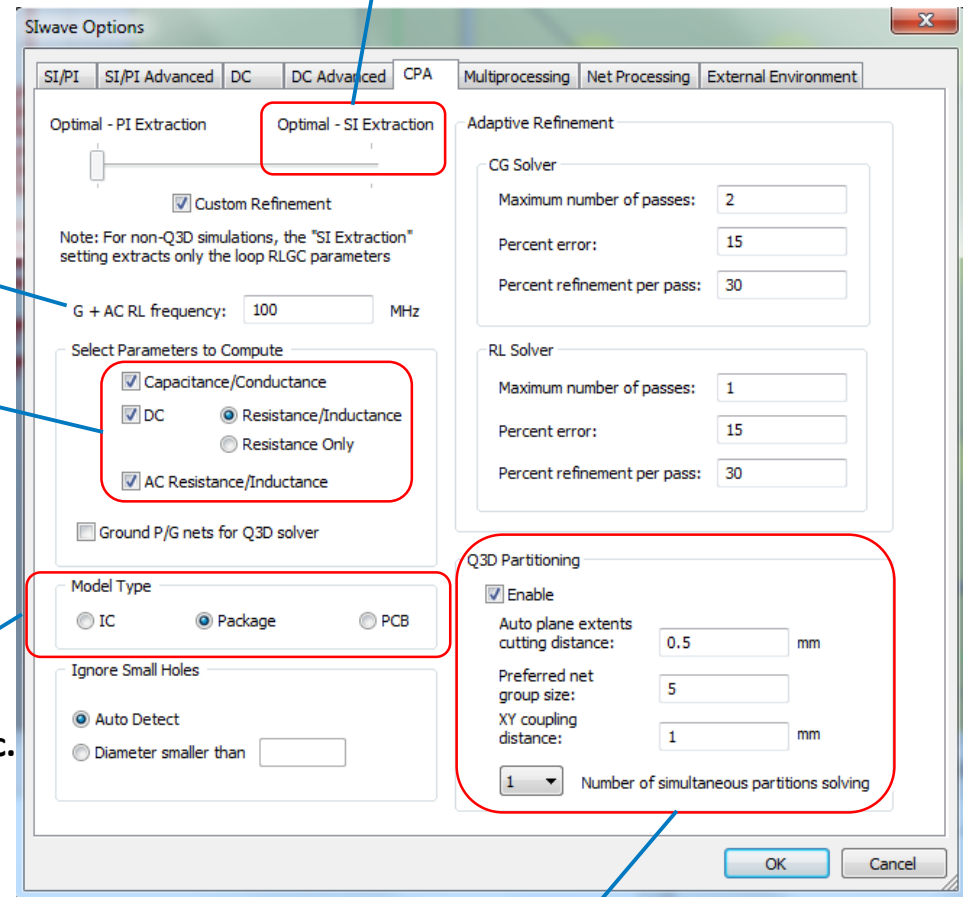 SIwave Options
X
SI/PI
SI/PI Advanced
DC
DC Advanced
CPA
Multiprocessing
Net Processing
External Environment
Optimal - PI Extraction
Optimal - SI Extraction
Custom Refinement
Note: For non-Q3D simulations, the "SI Extraction"
setting extracts only the loop RLGC parameters
G + AC RL frequency: 100 MHz
Select Parameters to Compute
Capacitance/Conductance
DC
Resistance/Inductance
Resistance Only
AC Resistance/Inductance
Ground P/G nets for Q3D solver
Model Type
IC
Package
PCB
Ignore Small Holes
Auto Detect
Diameter smaller than
Adaptive Refinement
CG Solver
Maximum number of passes: 2
Percent error: 15
Percent refinement per pass: 30
RL Solver
Maximum number of passes: 1
Percent error: 15
Percent refinement per pass: 30
Q3D Partitioning
Enable
Auto plane extents
cutting distance: 0.5 mm
Preferred net
group size: 5
XY coupling
distance: 1 mm
1 Number of simultaneous partitions solving
OK
Cancel